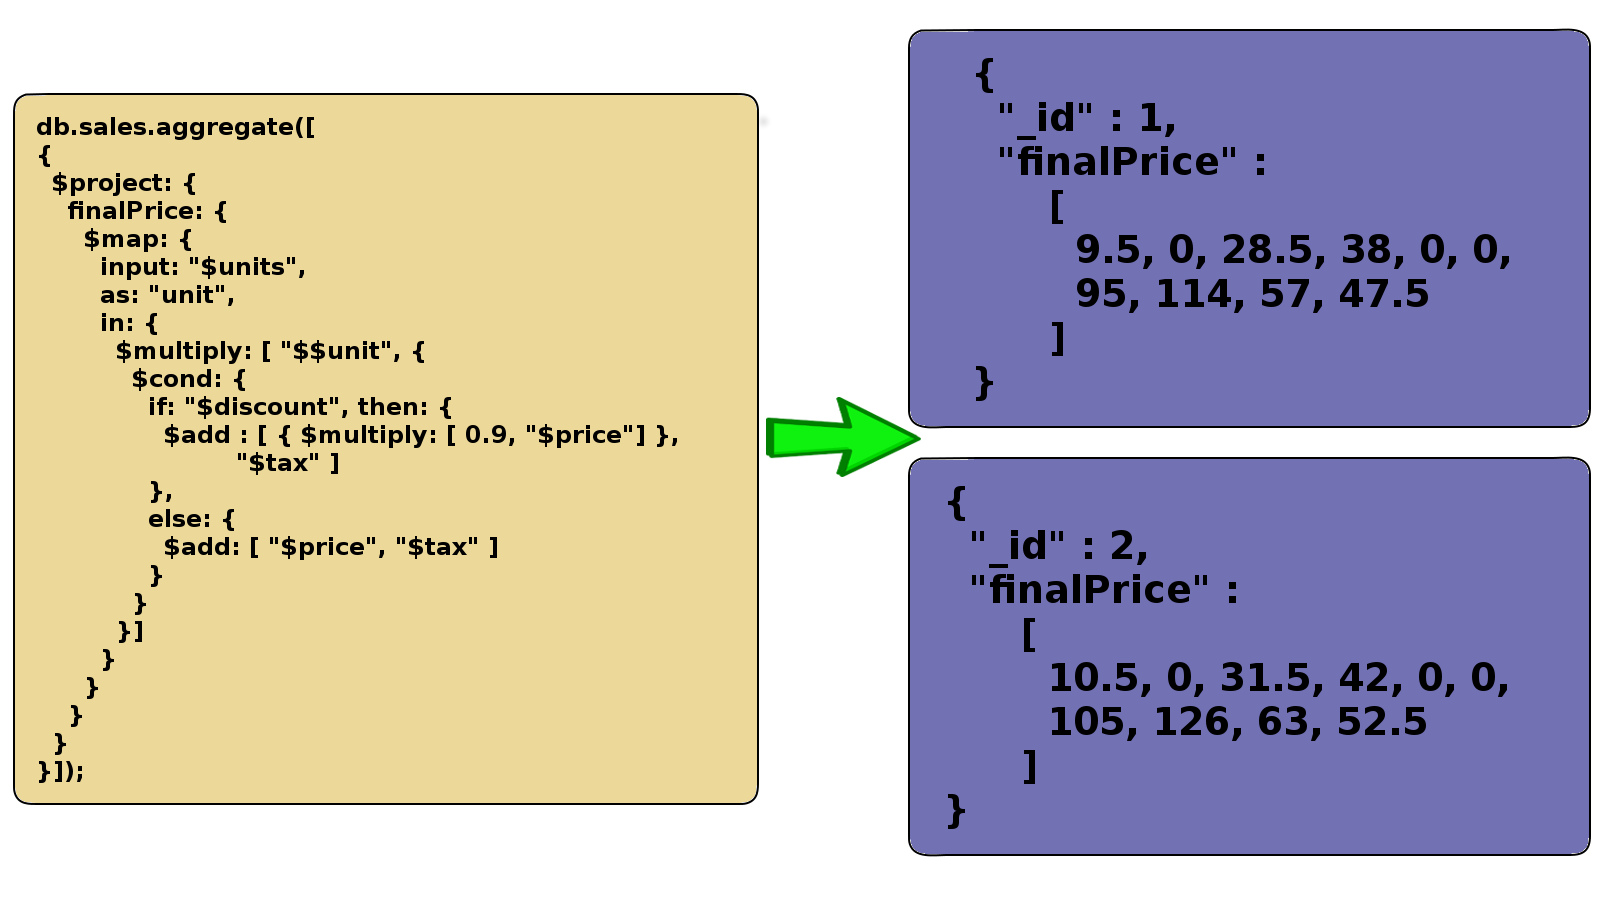 db.sales.aggregate([
{
$project: {
finalPrice: {
$map: {
input: "$units",
as: "unit",
in: {
$multiply: [ "$$unit", {
$cond: {
if: "$discount", then: {
$add : [ { $multiply: [ 0.9, "$price"] },
"$tax" ]
},
else: {
$add: [ "$price", "$tax" ]
}
}
}]
}
}
}
}
}]);
{
"_id" : 1,
"finalPrice" :
[
9.5, 0, 28.5, 38, 0, 0,
95, 114, 57, 47.5
]
}
{
"_id" : 2,
"finalPrice" :
[
10.5, 0, 31.5, 42, 0, 0,
105, 126, 63, 52.5
]
}